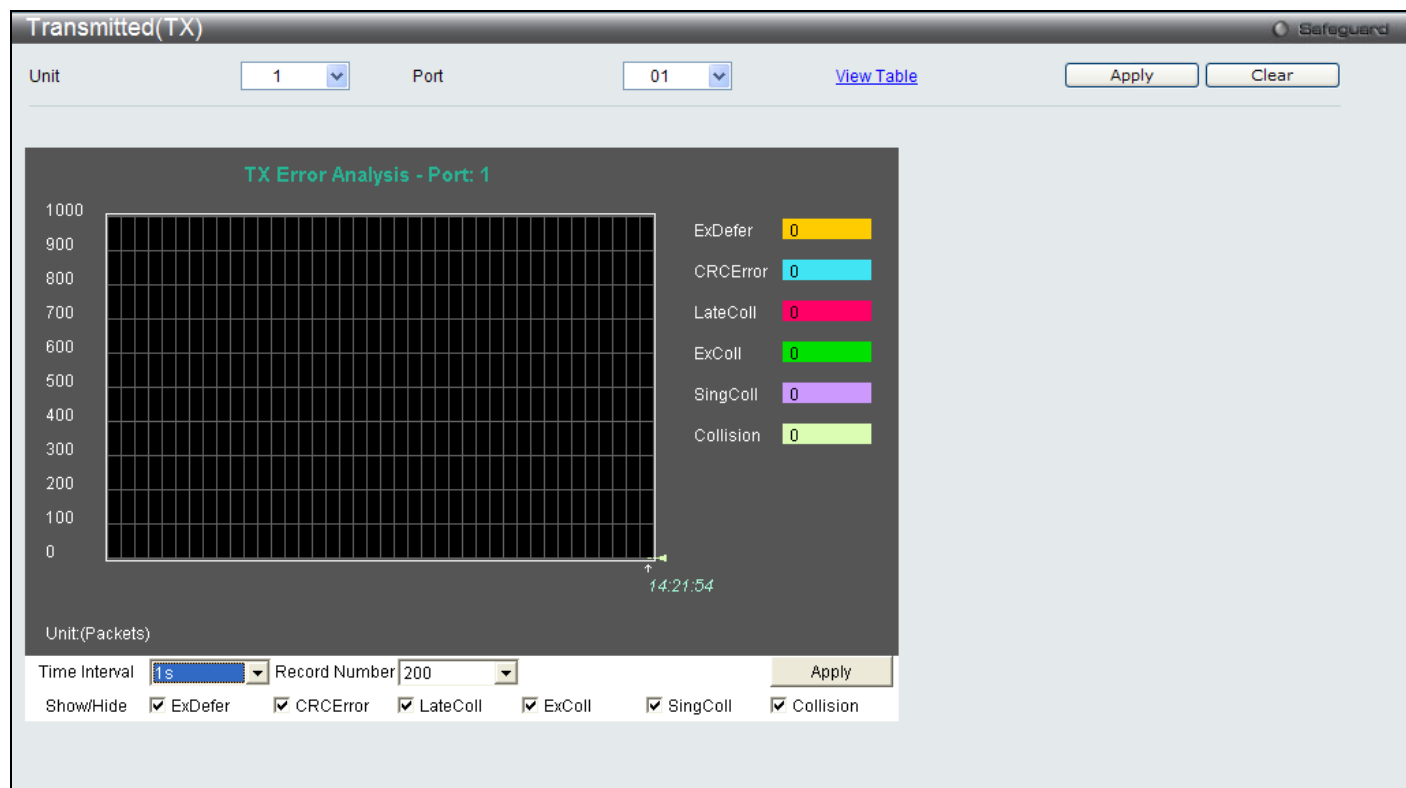 Transmitted(TX) Safeguard
Unit 1 Port 01 View Table Apply Clear
TX Error Analysis - Port: 1
1000
900
800
700
600
500
400
300
200
100
0
ExDefer 0
CRCError 0
LateColl 0
ExColl 0
SingColl 0
Collision 0
14:21:54
Unit:(Packets)
Time Interval 1s Record Number 200 Apply
Show/Hide ExDefer CRCError LateColl ExColl SingColl Collision